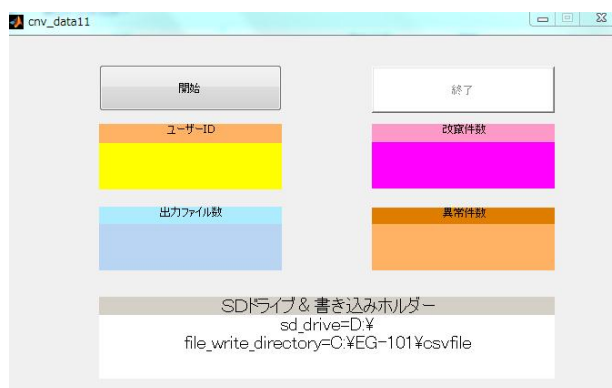 cnv_data11
開始
終了
ユーザーID
改竄件数
出力ファイル数
異常件数
SDドライブ & 書き込みホルダー
sd_drive=D:¥
file_write_directory=C:¥EG-101¥csvfile